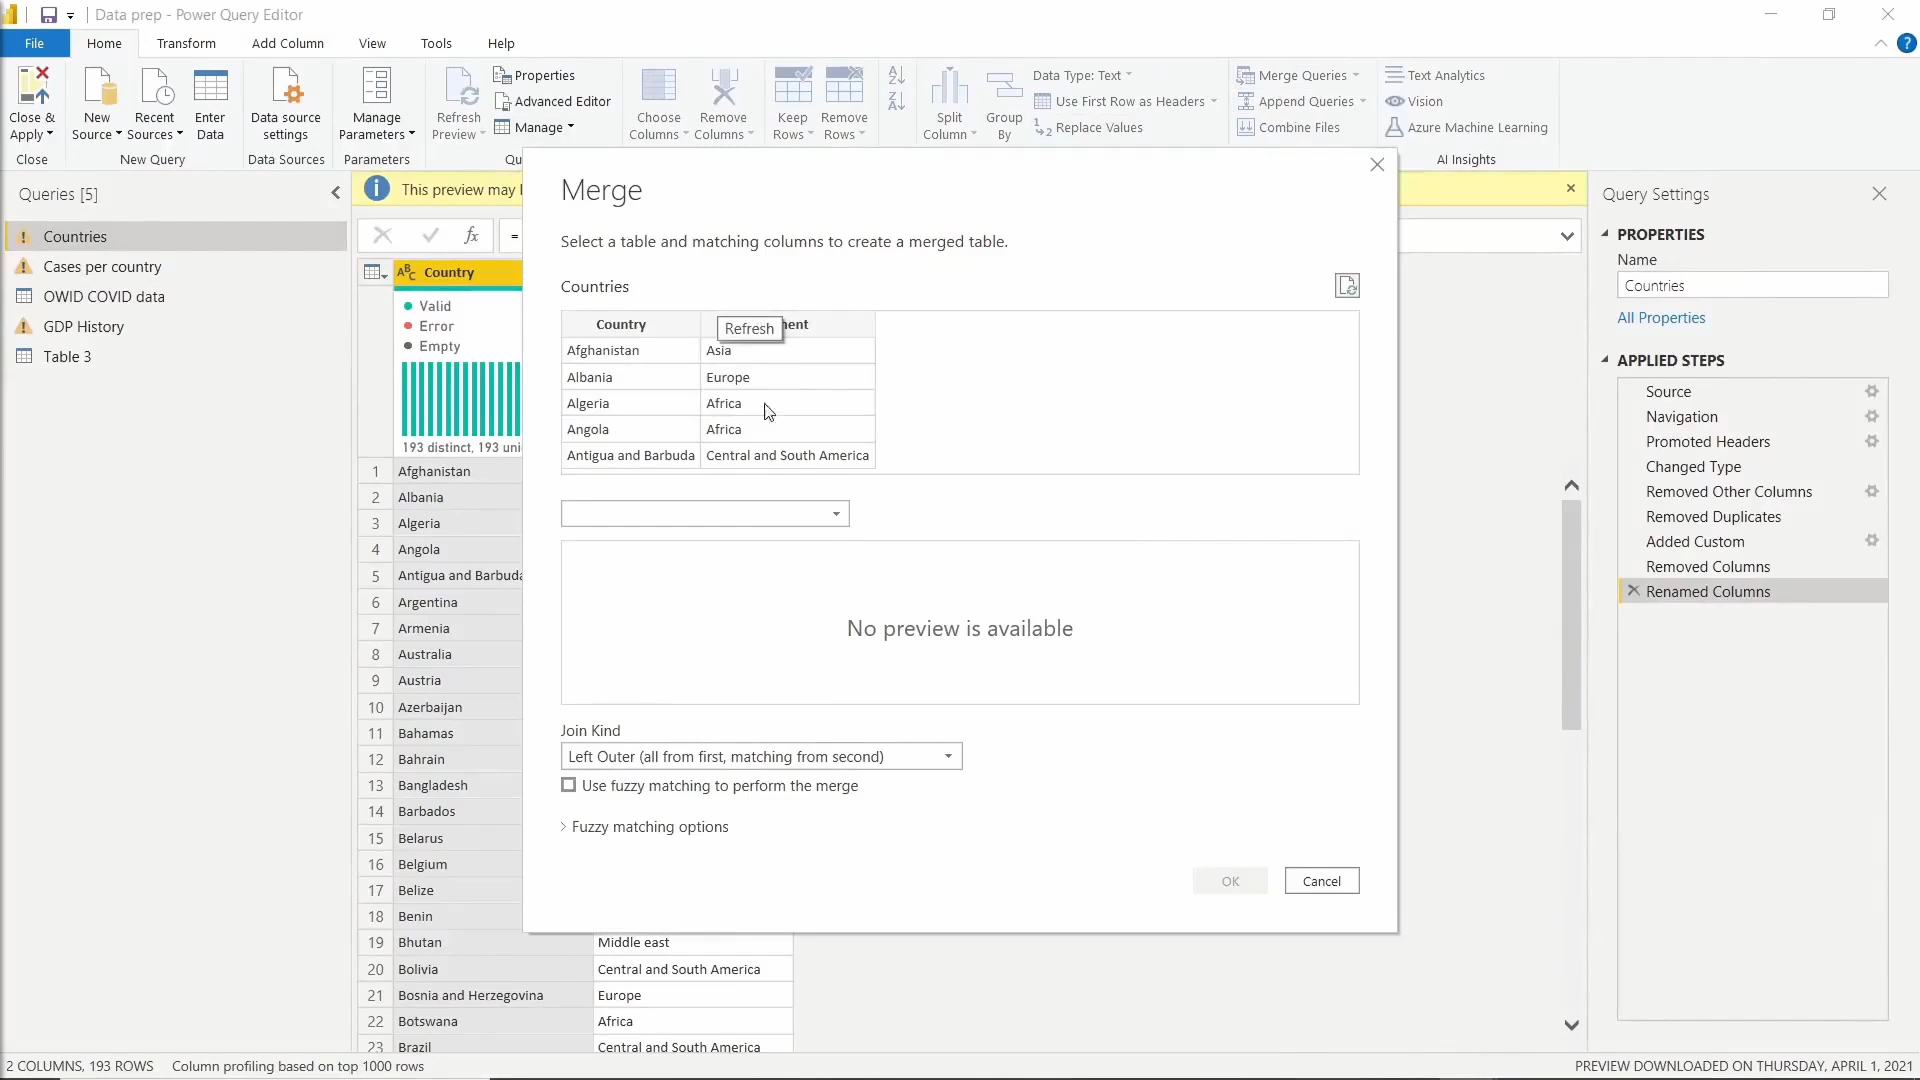 Data prep - Power Query Editor
File Home Transform Add Column View Tools Help
Close & Apply
New Source
Recent Sources
Enter Data
Data source settings
Manage Parameters
Refresh Preview
Properties
Advanced Editor
Manage
Choose Columns
Remove Columns
Keep Rows
Remove Rows
Split Column
Group By
Data Type: Text
Use First Row as Headers
Replace Values
Merge Queries
Append Queries
Combine Files
Text Analytics
Vision
Azure Machine Learning
Close
New Query
Data Sources
Parameters
Qu
AI Insights
Queries [5]
Countries
Cases per country
OWID COVID data
GDP History
Table 3
This preview may
fx
=
ABC Country
Valid
Error
Empty
193 distinct, 193 uni
1 Afghanistan
2 Albania
3 Algeria
4 Angola
5 Antigua and Barbuda
6 Argentina
7 Armenia
8 Australia
9 Austria
10 Azerbaijan
11 Bahamas
12 Bahrain
13 Bangladesh
14 Barbados
15 Belarus
16 Belgium
17 Belize
18 Benin
19 Bhutan Middle east
20 Bolivia Central and South America
21 Bosnia and Herzegovina Europe
22 Botswana Africa
23 Brazil Central and South America
Merge
Select a table and matching columns to create a merged table.
Countries
Country Refresh nent
Afghanistan Asia
Albania Europe
Algeria Africa
Angola Africa
Antigua and Barbuda Central and South America
No preview is available
Join Kind
Left Outer (all from first, matching from second)
Use fuzzy matching to perform the merge
Fuzzy matching options
OK
Cancel
Query Settings
PROPERTIES
Name
Countries
All Properties
APPLIED STEPS
Source
Navigation
Promoted Headers
Changed Type
Removed Other Columns
Removed Duplicates
Added Custom
Removed Columns
Renamed Columns
2 COLUMNS, 193 ROWS Column profiling based on top 1000 rows
PREVIEW DOWNLOADED ON THURSDAY, APRIL 1, 2021